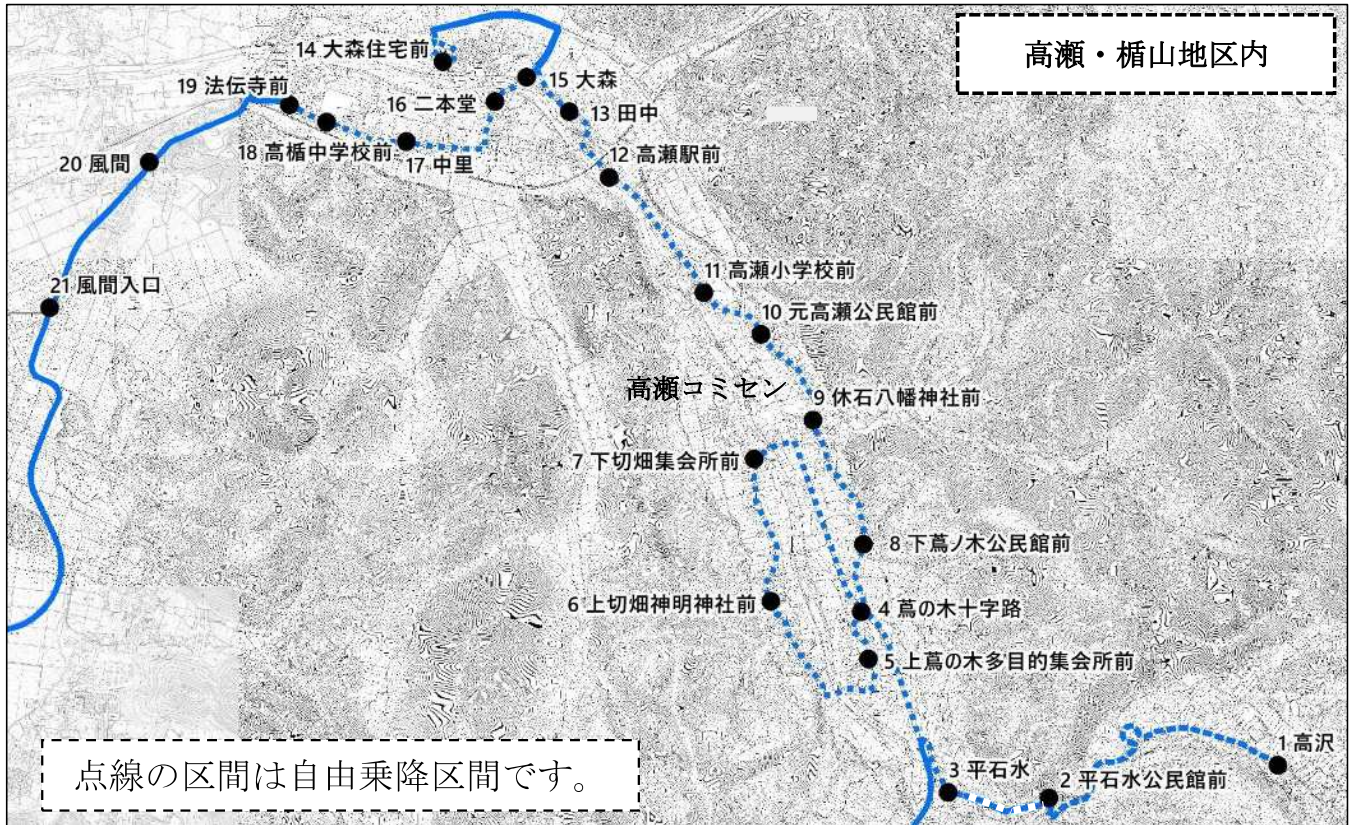 高瀬・楯山地区内
14 大森住宅前
15 大森
19 法伝寺前
16 二本堂
13 田中
18 高楯中学校前
17 中里
12 高瀬駅前
20 風間
11 高瀬小学校前
21 風間入口
10 元高瀬公民館前
高瀬コミセン
9 休石八幡神社前
7 下切畑集会所前
8 下蔦ノ木公民館前
6 上切畑神明神社前
4 蔦の木十字路
5 上蔦の木多目的集会所前
1 高沢
3 平石水
2 平石水公民館前
点線の区間は自由乗降区間です。